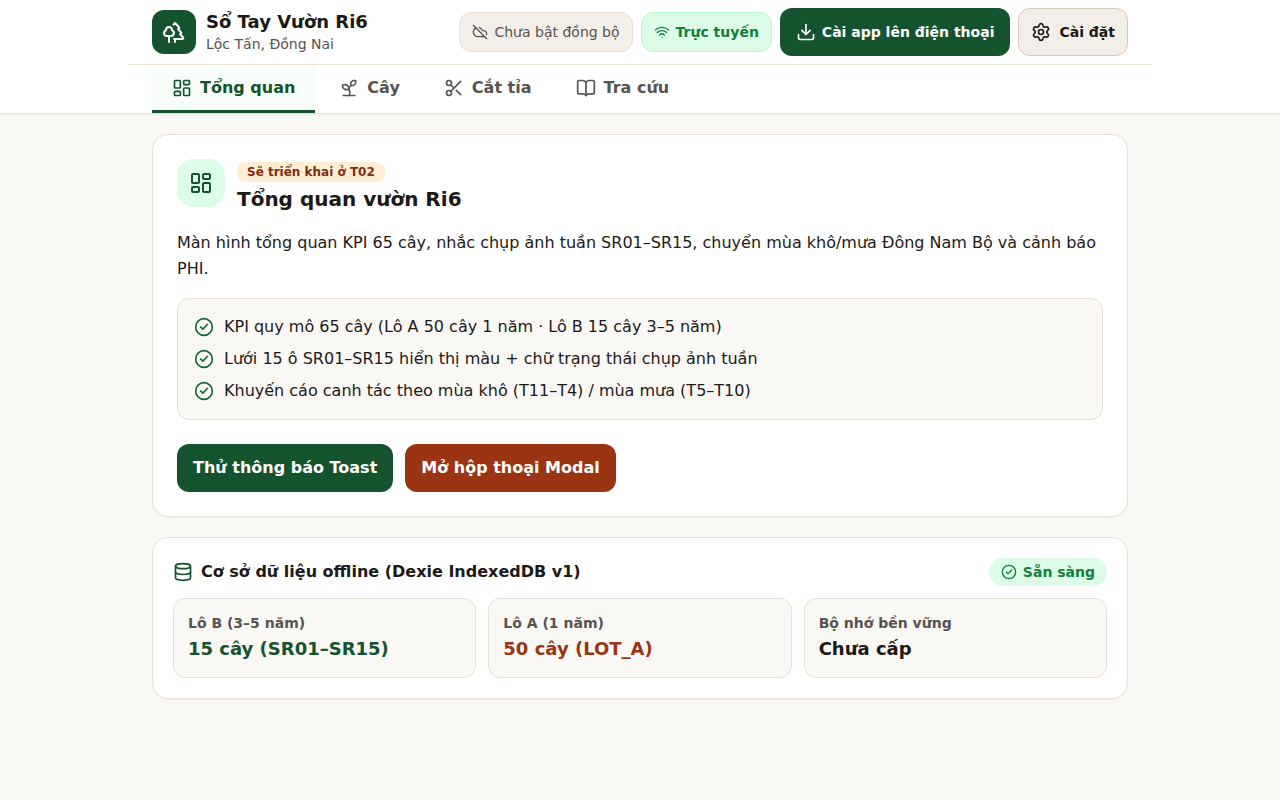 Sổ Tay Vườn Ri6
Lộc Tấn, Đồng Nai
Chưa bật đồng bộ
Trực tuyến
Cài app lên điện thoại
Cài đặt
Tổng quan
Cây
Cắt tỉa
Tra cứu
Sẽ triển khai ở T02
Tổng quan vườn Ri6
Màn hình tổng quan KPI 65 cây, nhắc chụp ảnh tuần SR01–SR15, chuyển mùa khô/mưa Đông Nam Bộ và cảnh báo
PHI.
KPI quy mô 65 cây (Lô A 50 cây 1 năm · Lô B 15 cây 3–5 năm)
Lưới 15 ô SR01–SR15 hiển thị màu + chữ trạng thái chụp ảnh tuần
Khuyến cáo canh tác theo mùa khô (T11–T4) / mùa mưa (T5–T10)
Thử thông báo Toast
Mở hộp thoại Modal
Cơ sở dữ liệu offline (Dexie IndexedDB v1)
Sẵn sàng
Lô B (3–5 năm)
15 cây (SR01–SR15)
Lô A (1 năm)
50 cây (LOT_A)
Bộ nhớ bền vững
Chưa cấp